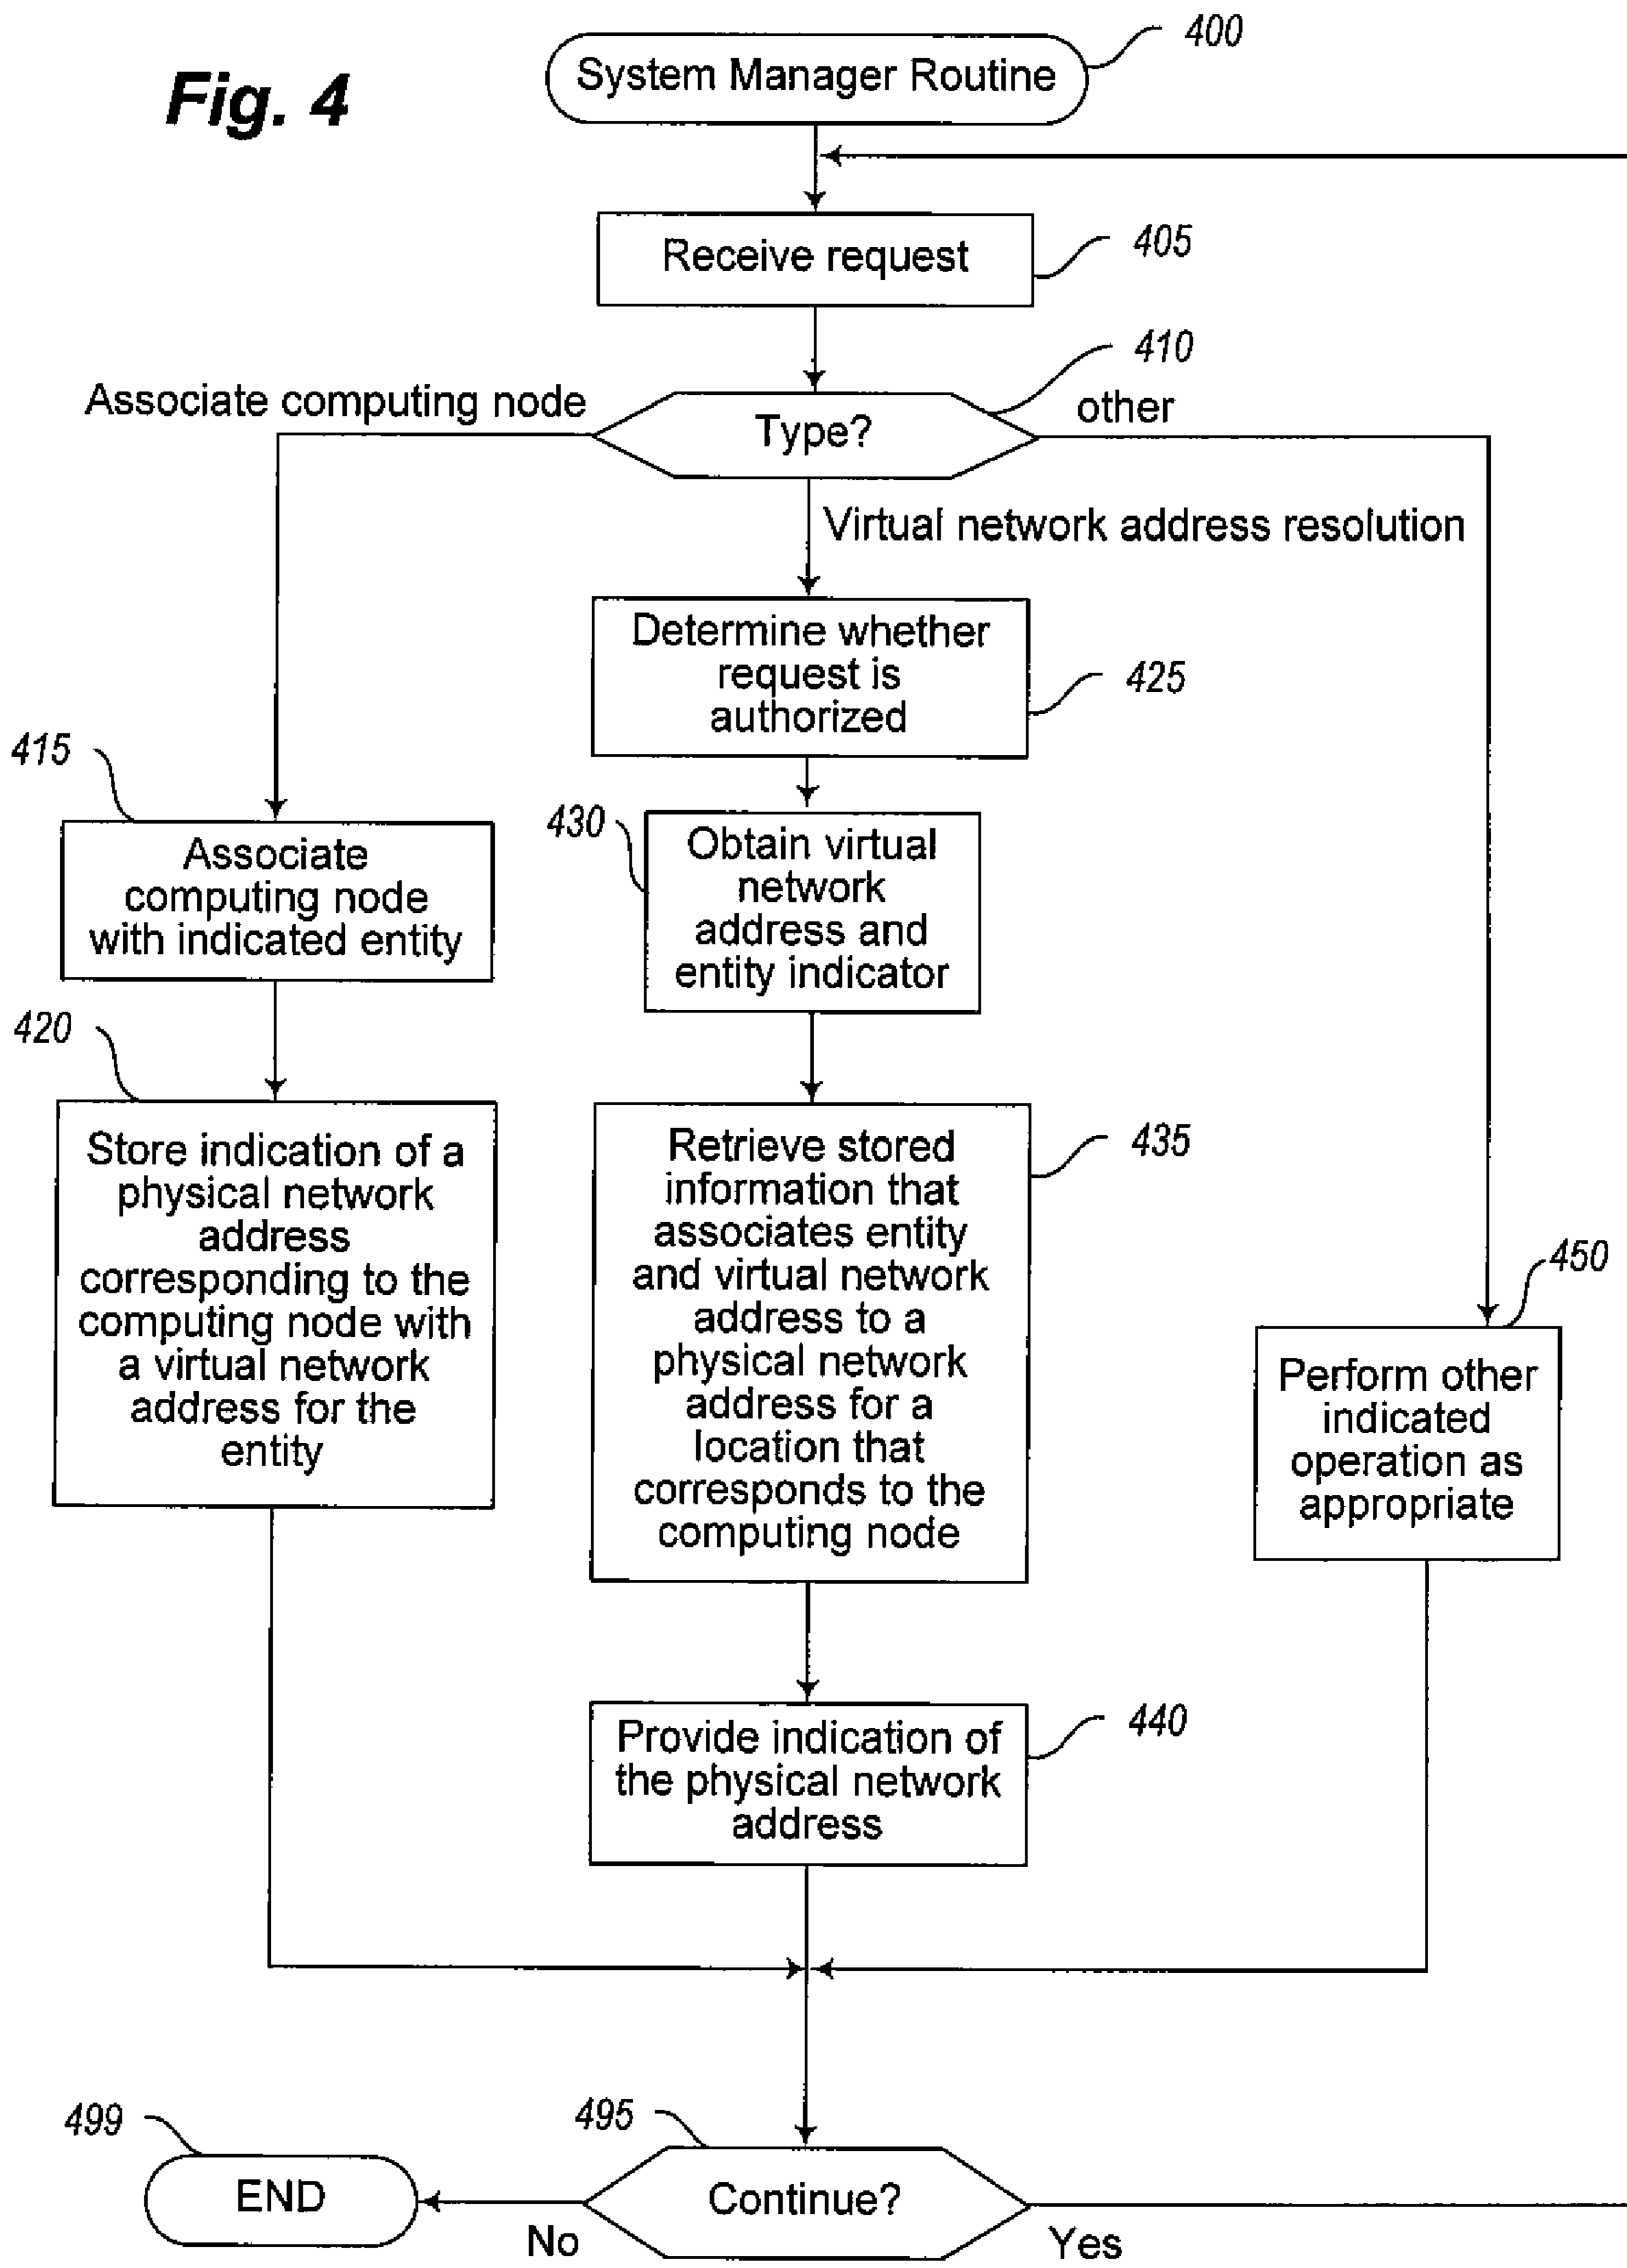 Fig. 4
System Manager Routine
400
Receive request
405
410
Associate computing node
Type?
other
Virtual network address resolution
Determine whether
request is
authorized
425
415
Associate
computing node
with indicated entity
430
Obtain virtual
network
address and
entity indicator
420
Store indication of a
physical network
address
corresponding to the
computing node with
a virtual network
address for the
entity
Retrieve stored
information that
associates entity
and virtual network
address to a
physical network
address for a
location that
corresponds to the
computing node
435
450
Perform other
indicated
operation as
appropriate
Provide indication of
the physical network
address
440
499
END
495
Continue?
No
Yes